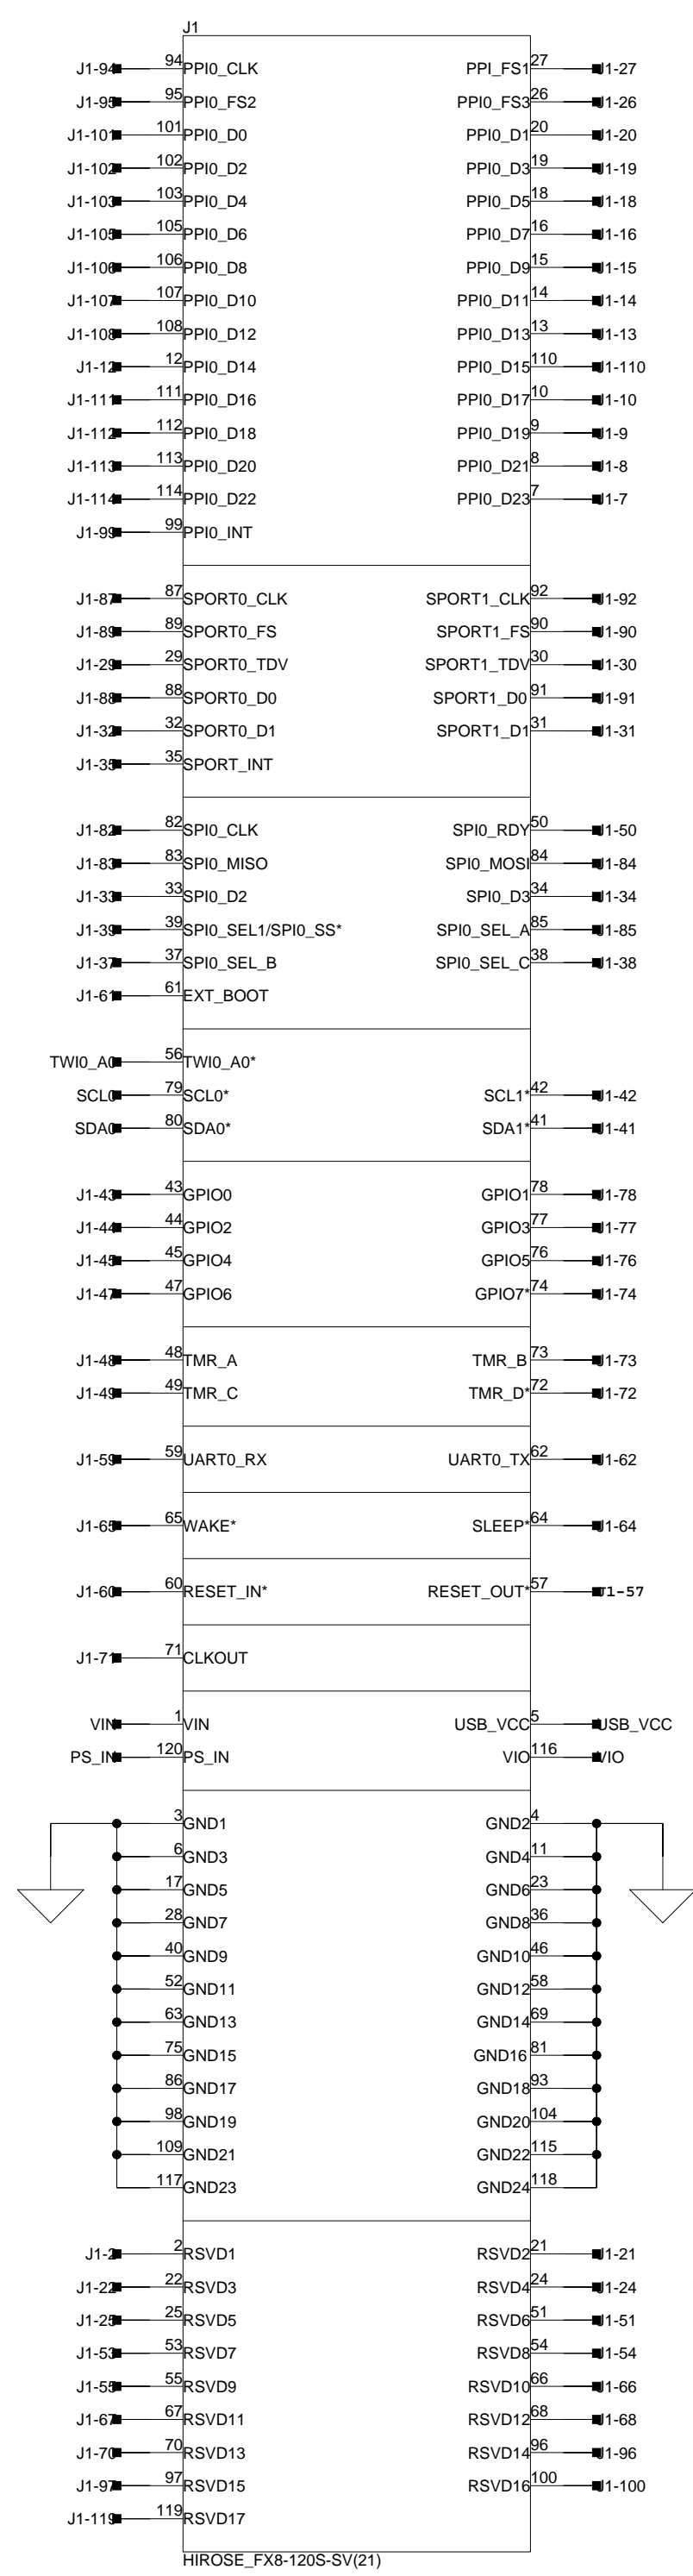 J1
J1-94 94 PPI0_CLK PPI_FS1 27 J1-27
J1-95 95 PPI0_FS2 PPI0_FS3 26 J1-26
J1-101 101 PPI0_D0 PPI0_D1 20 J1-20
J1-102 102 PPI0_D2 PPI0_D3 19 J1-19
J1-103 103 PPI0_D4 PPI0_D5 18 J1-18
J1-105 105 PPI0_D6 PPI0_D7 16 J1-16
J1-106 106 PPI0_D8 PPI0_D9 15 J1-15
J1-107 107 PPI0_D10 PPI0_D11 14 J1-14
J1-108 108 PPI0_D12 PPI0_D13 13 J1-13
J1-12 12 PPI0_D14 PPI0_D15 110 J1-110
J1-111 111 PPI0_D16 PPI0_D17 10 J1-10
J1-112 112 PPI0_D18 PPI0_D19 9 J1-9
J1-113 113 PPI0_D20 PPI0_D21 8 J1-8
J1-114 114 PPI0_D22 PPI0_D23 7 J1-7
J1-99 99 PPI0_INT
J1-87 87 SPORT0_CLK SPORT1_CLK 92 J1-92
J1-89 89 SPORT0_FS SPORT1_FS 90 J1-90
J1-29 29 SPORT0_TDV SPORT1_TDV 30 J1-30
J1-88 88 SPORT0_D0 SPORT1_D0 91 J1-91
J1-32 32 SPORT0_D1 SPORT1_D1 31 J1-31
J1-35 35 SPORT_INT
J1-82 82 SPI0_CLK SPI0_RDY 50 J1-50
J1-83 83 SPI0_MISO SPI0_MOSI 84 J1-84
J1-33 33 SPI0_D2 SPI0_D3 34 J1-34
J1-39 39 SPI0_SEL1/SPI0_SS* SPI0_SEL_A 85 J1-85
J1-37 37 SPI0_SEL_B SPI0_SEL_C 38 J1-38
J1-61 61 EXT_BOOT
TWI0_A0 56 TWI0_A0*
SCL0 79 SCL0* SCL1* 42 J1-42
SDA0 80 SDA0* SDA1* 41 J1-41
J1-43 43 GPIO0 GPIO1 78 J1-78
J1-44 44 GPIO2 GPIO3 77 J1-77
J1-45 45 GPIO4 GPIO5 76 J1-76
J1-47 47 GPIO6 GPIO7* 74 J1-74
J1-48 48 TMR_A TMR_B 73 J1-73
J1-49 49 TMR_C TMR_D* 72 J1-72
J1-59 59 UART0_RX UART0_TX 62 J1-62
J1-65 65 WAKE* SLEEP* 64 J1-64
J1-60 60 RESET_IN* RESET_OUT* 57 J1-57
J1-71 71 CLKOUT
VIN 1 VIN USB_VCC 5 USB_VCC
PS_IN 120 PS_IN VIO 116 VIO
3 GND1 GND2 4
6 GND3 GND4 11
17 GND5 GND6 23
28 GND7 GND8 36
40 GND9 GND10 46
52 GND11 GND12 58
63 GND13 GND14 69
75 GND15 GND16 81
86 GND17 GND18 93
98 GND19 GND20 104
109 GND21 GND22 115
117 GND23 GND24 118
J1-2 2 RSVD1 RSVD2 21 J1-21
J1-22 22 RSVD3 RSVD4 24 J1-24
J1-25 25 RSVD5 RSVD6 51 J1-51
J1-53 53 RSVD7 RSVD8 54 J1-54
J1-55 55 RSVD9 RSVD10 66 J1-66
J1-67 67 RSVD11 RSVD12 68 J1-68
J1-70 70 RSVD13 RSVD14 96 J1-96
J1-97 97 RSVD15 RSVD16 100 J1-100
J1-119 119 RSVD17
HIROSE_FX8-120S-SV(21)